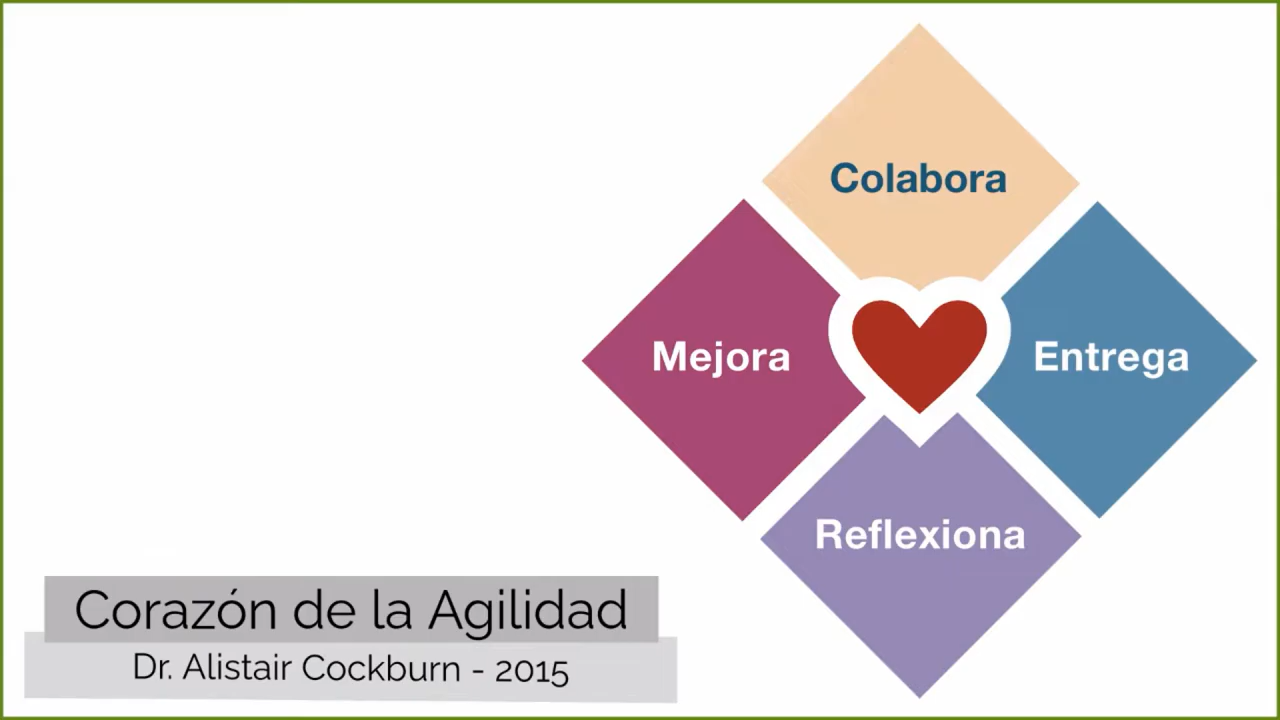 Colabora
Mejora
Entrega
Reflexiona
Corazón de la Agilidad
Dr. Alistair Cockburn - 2015